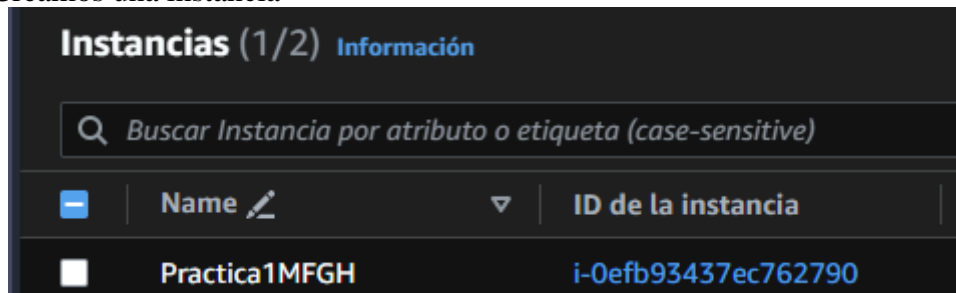 Creamos una instancia
Instancias (1/2) Información
Buscar Instancia por atributo o etiqueta (case-sensitive)
Name ID de la instancia
Practica1MFGH i-0efb93437ec762790